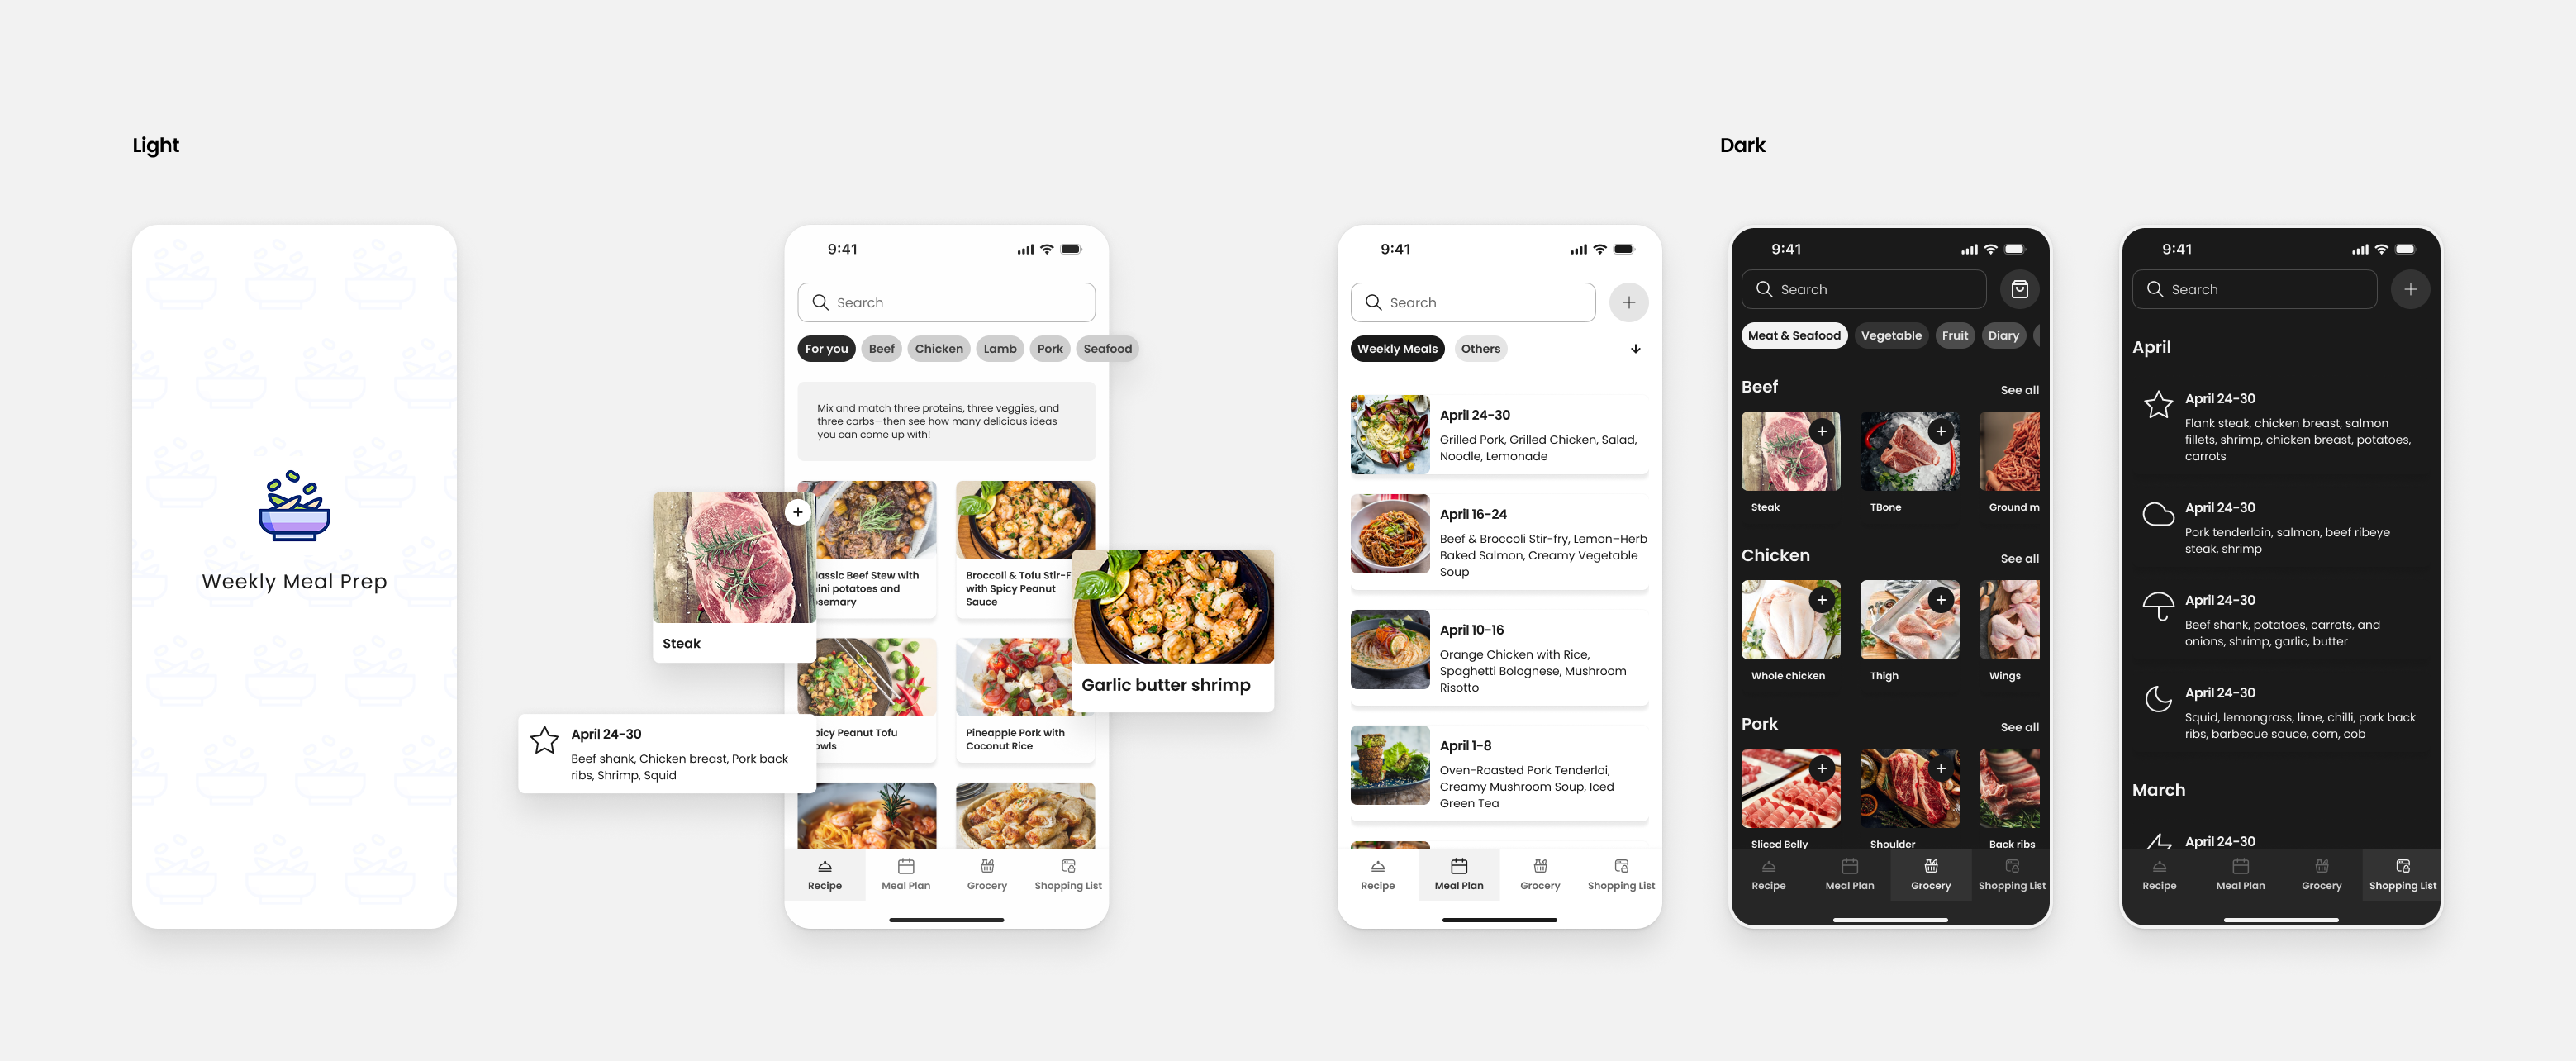 Light
Dark
Weekly Meal Prep
9:41
Search
For you
Beef
Chicken
Lamb
Pork
Seafood
Mix and match three proteins, three veggies, and
three carbs—then see how many delicious ideas
you can come up with!
Beef Stew with
potatoes and
Broccoli & Tofu
with Spicy Peanut
Sauce
Steak
Garlic butter shrimp
Peanut Tofu
Pineapple Pork with
Coconut Rice
April 24-30
Beef shank, Chicken breast, Pork back
ribs, Shrimp, Squid
Recipe
Meal Plan
Grocery
Shopping List
9:41
Search
Weekly Meals
Others
April 24-30
Grilled Pork, Grilled Chicken, Salad,
Noodle, Lemonade
April 16-24
Beef & Broccoli Stir-fry, Lemon–Herb
Baked Salmon, Creamy Vegetable
Soup
April 10-16
Orange Chicken with Rice,
Spaghetti Bolognese, Mushroom
Risotto
April 1-8
Oven-Roasted Pork Tenderloi,
Creamy Mushroom Soup, Iced
Green Tea
Recipe
Meal Plan
Grocery
Shopping List
9:41
Search
Meat & Seafood
Vegetable
Fruit
Diary
Beef
See all
Steak
TBone
Ground m
Chicken
See all
Whole chicken
Thigh
Wings
Pork
See all
Sliced Belly
Shoulder
Back ribs
Recipe
Meal Plan
Grocery
Shopping List
9:41
Search
April
April 24-30
Flank steak, chicken breast, salmon
fillets, shrimp, chicken breast, potatoes,
carrots
April 24-30
Pork tenderloin, salmon, beef ribeye
steak, shrimp
April 24-30
Beef shank, potatoes, carrots, and
onions, shrimp, garlic, butter
April 24-30
Squid, lemongrass, lime, chilli, pork back
ribs, barbecue sauce, corn, cob
March
April 24-30
Recipe
Meal Plan
Grocery
Shopping List